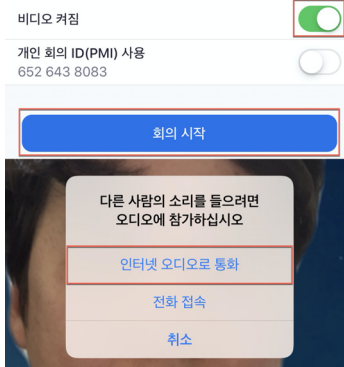 비디오 켜짐
개인 회의 ID(PMI) 사용
652 643 8083
회의 시작
다른 사람의 소리를 들으려면
오디오에 참가하십시오
인터넷 오디오로 통화
전화 접속
취소